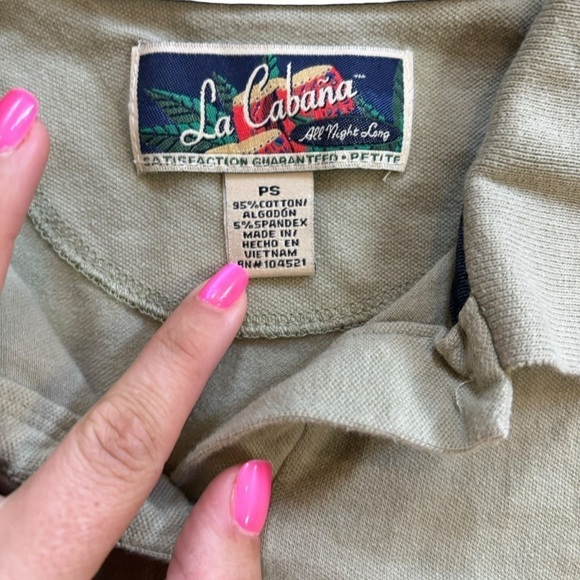 La Cabaña™
All Night Long
SATISFACTION GUARANTEED • PETITE
PS
95% COTTON/
ALGODÓN
5% SPANDEX
MADE IN/
HECHO EN
VIETNAM
RN# 104521